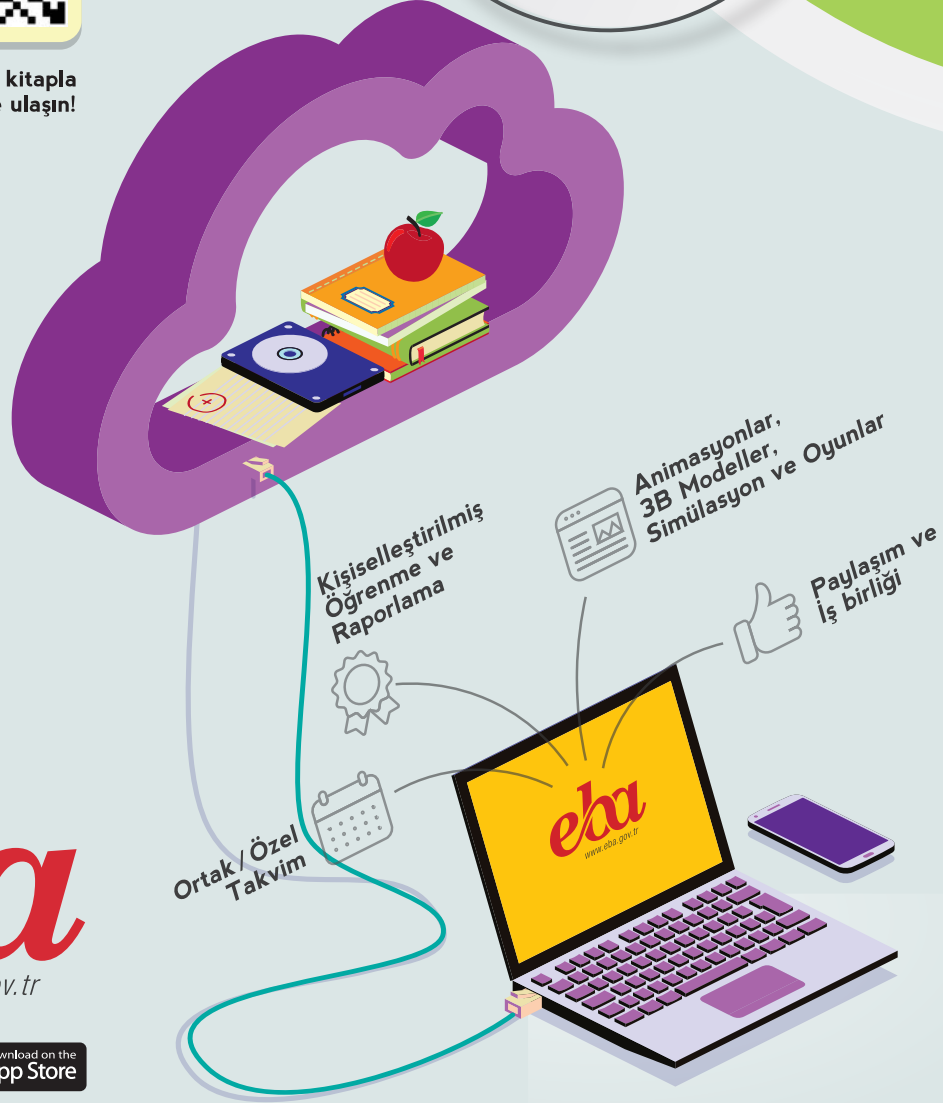 kitapla
ulaşın!
Animasyonlar,
3B Modeller,
Simülasyon ve Oyunlar
Kişiselleştirilmiş
Öğrenme ve
Raporlama
Paylaşım ve
İş birliği
Ortak / Özel
Takvim
eba
www.eba.gov.tr
a
v.tr
wnload on the
pp Store